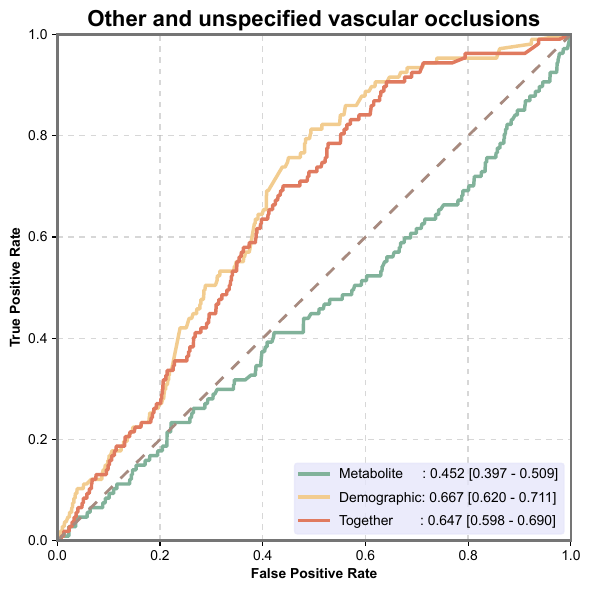 Other and unspecified vascular occlusions
True Positive Rate
1.0
0.8
0.6
0.4
0.2
0.0
Metabolite : 0.452 [0.397 - 0.509]
Demographic: 0.667 [0.620 - 0.711]
Together : 0.647 [0.598 - 0.690]
0.0 0.2 0.4 0.6 0.8 1.0
False Positive Rate